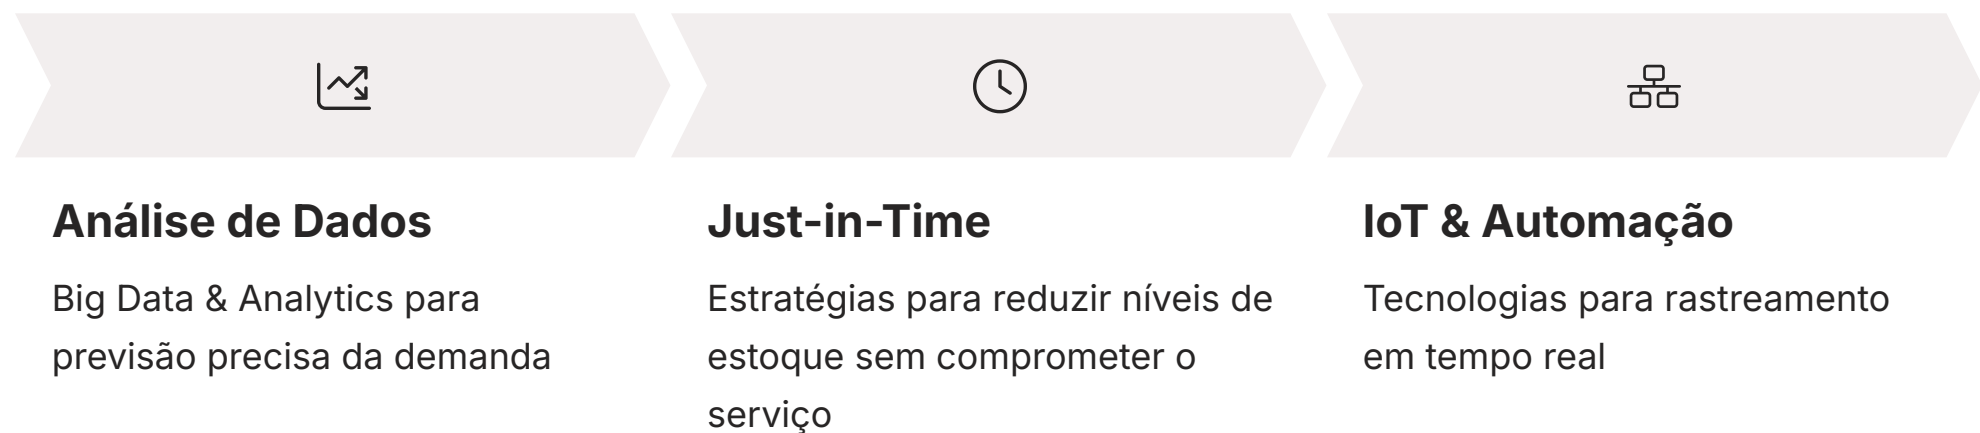 Análise de Dados
Big Data & Analytics para
previsão precisa da demanda
Just-in-Time
Estratégias para reduzir níveis de
estoque sem comprometer o
serviço
IoT & Automação
Tecnologias para rastreamento
em tempo real